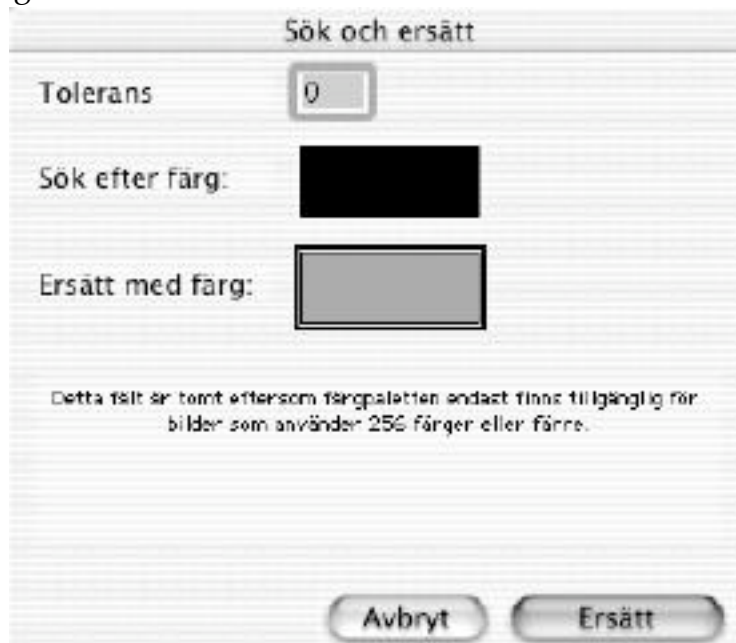 Sök och ersätt
Tolerans 0
Sök efter färg:
Ersätt med färg:
Detta fält är tomt eftersom färgpaletten endast finns tillgänglig för
bilder som använder 256 färger eller färre.
Avbryt Ersätt